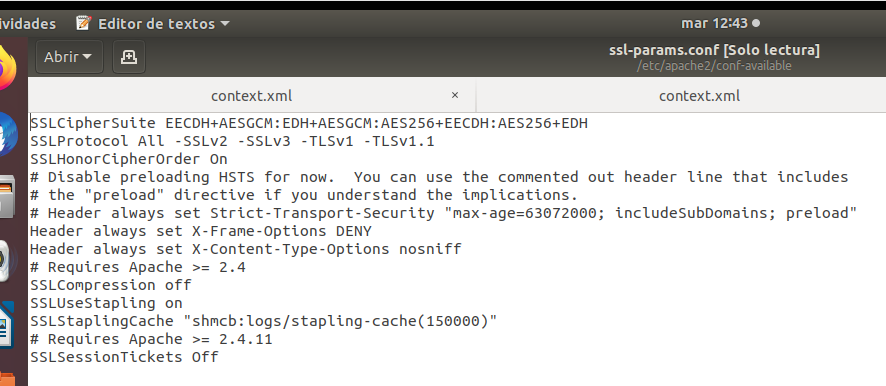 ividades Editor de textos mar 12:43
Abrir ssl-params.conf [Solo lectura]
/etc/apache2/conf-available
context.xml × context.xml
SSLCipherSuite EECDH+AESGCM:EDH+AESGCM:AES256+EECDH:AES256+EDH
SSLProtocol All -SSLv2 -SSLv3 -TLSv1 -TLSv1.1
SSLHonorCipherOrder On
# Disable preloading HSTS for now.  You can use the commented out header line that includes
# the "preload" directive if you understand the implications.
# Header always set Strict-Transport-Security "max-age=63072000; includeSubDomains; preload"
Header always set X-Frame-Options DENY
Header always set X-Content-Type-Options nosniff
# Requires Apache >= 2.4
SSLCompression off
SSLUseStapling on
SSLStaplingCache "shmcb:logs/stapling-cache(150000)"
# Requires Apache >= 2.4.11
SSLSessionTickets Off